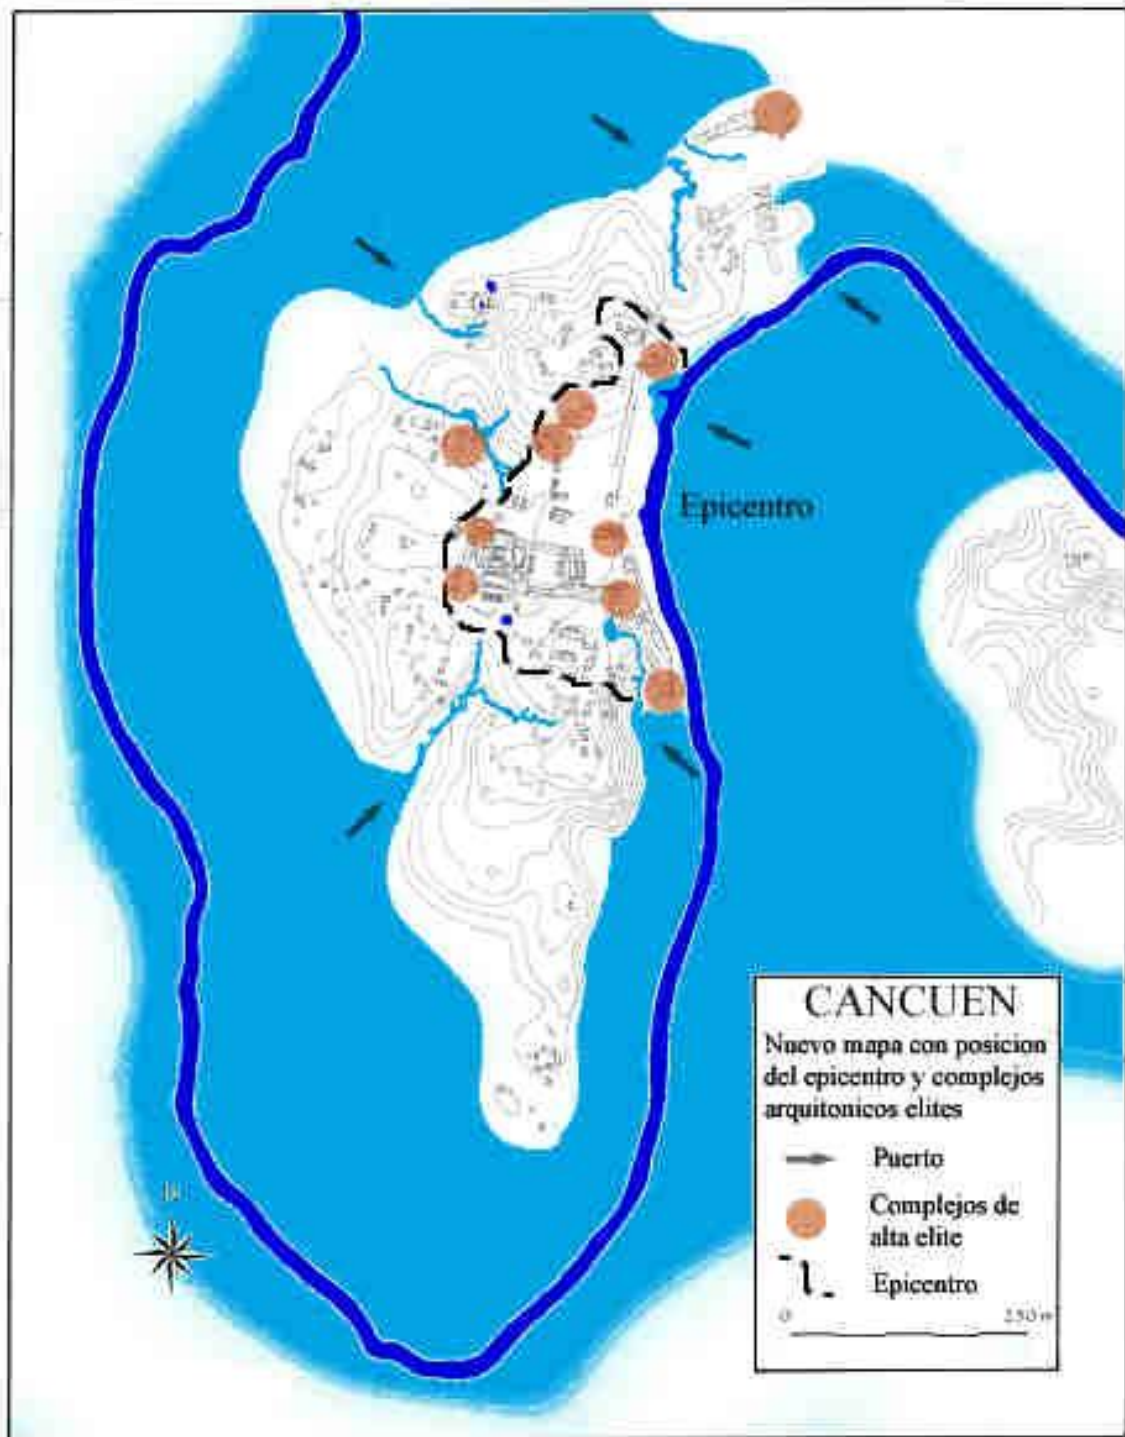 Epicentro
CANCUEN
Nuevo mapa con posicion
del epicentro y complejos
arquitonicos elites
Puerto
Complejos de
alta elite
Epicentro
0 250 m
N